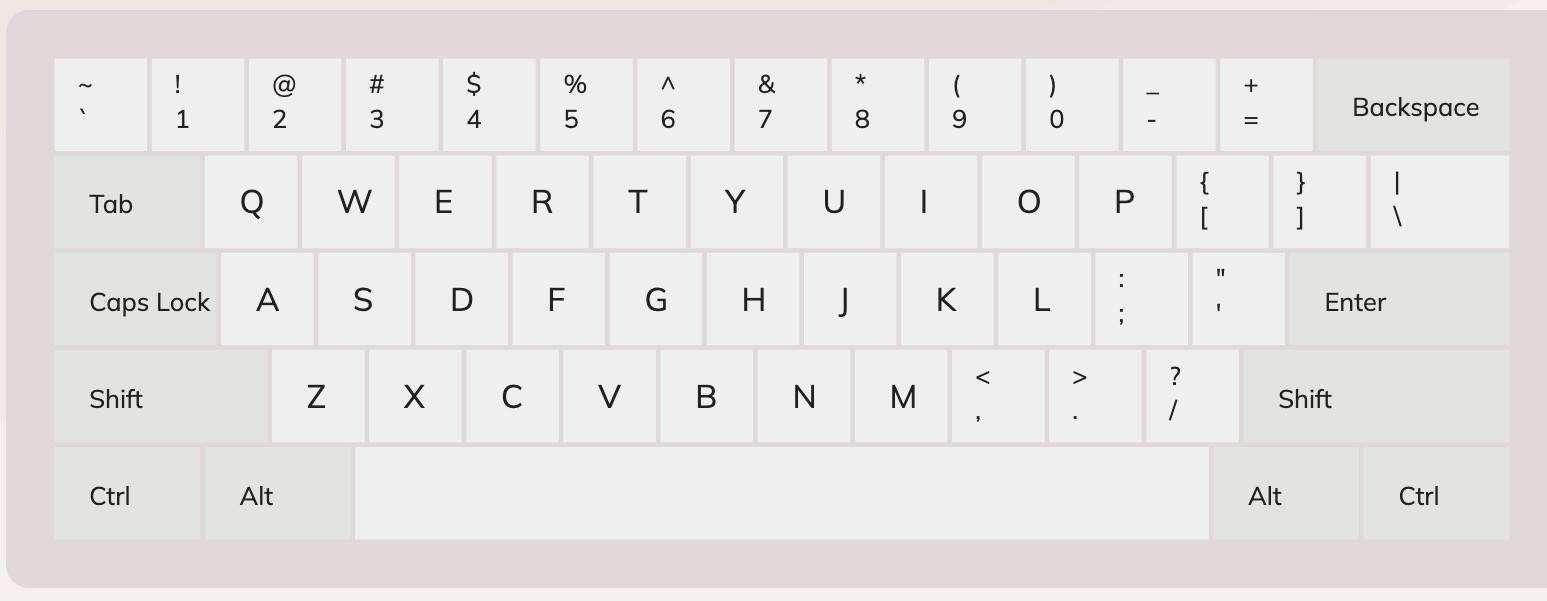 ~ ! @ # $ % ^ & * ( ) _ +
` 1 2 3 4 5 6 7 8 9 0 - = Backspace
Tab Q W E R T Y U I O P { } |
[ ] \
Caps Lock A S D F G H J K L : " Enter
; '
Shift Z X C V B N M < > ? Shift
, . /
Ctrl Alt Alt Ctrl